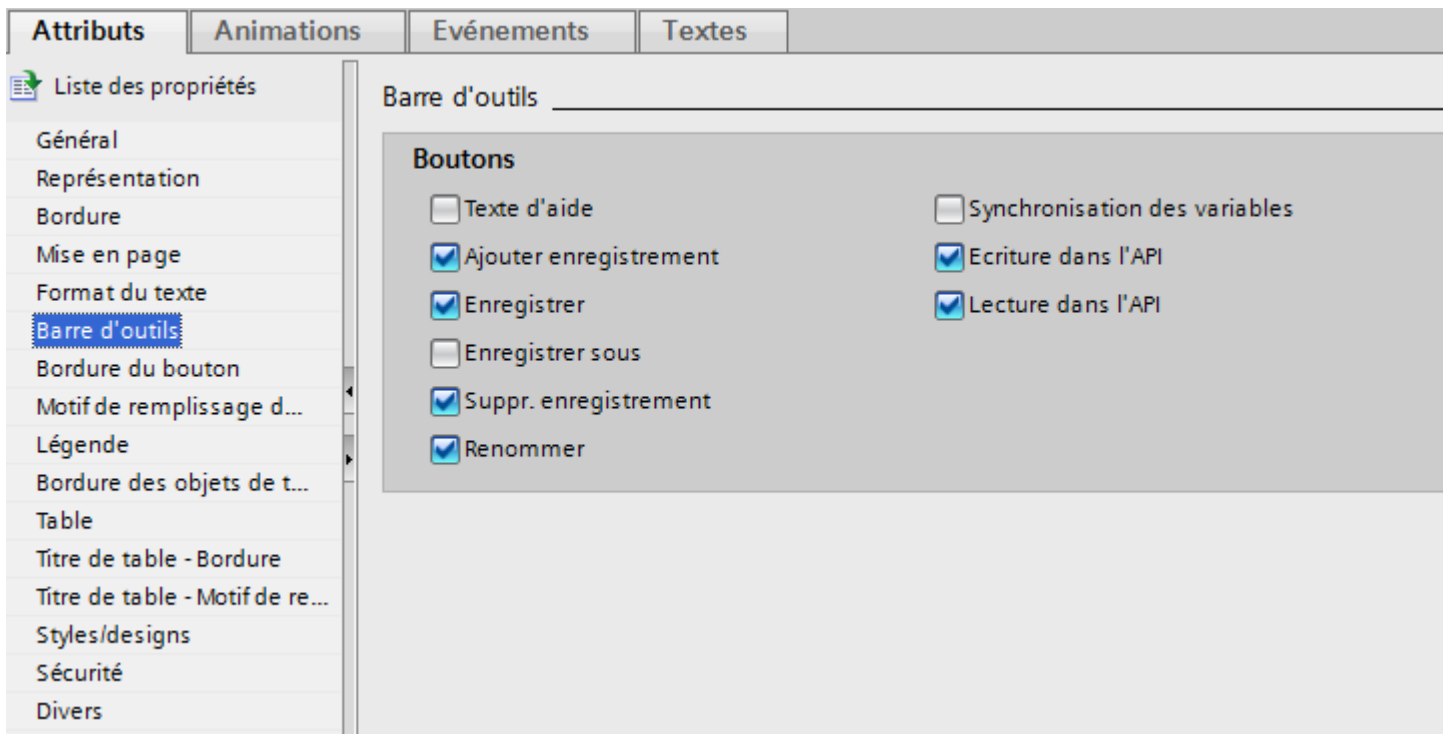 Attributs
Animations
Evénements
Textes
Liste des propriétés
Général
Représentation
Bordure
Mise en page
Format du texte
Barre d'outils
Bordure du bouton
Motif de remplissage d...
Légende
Bordure des objets de t...
Table
Titre de table - Bordure
Titre de table - Motif de re...
Styles/designs
Sécurité
Divers
Barre d'outils
Boutons
Texte d'aide
Ajouter enregistrement
Enregistrer
Enregistrer sous
Suppr. enregistrement
Renommer
Synchronisation des variables
Ecriture dans l'API
Lecture dans l'API